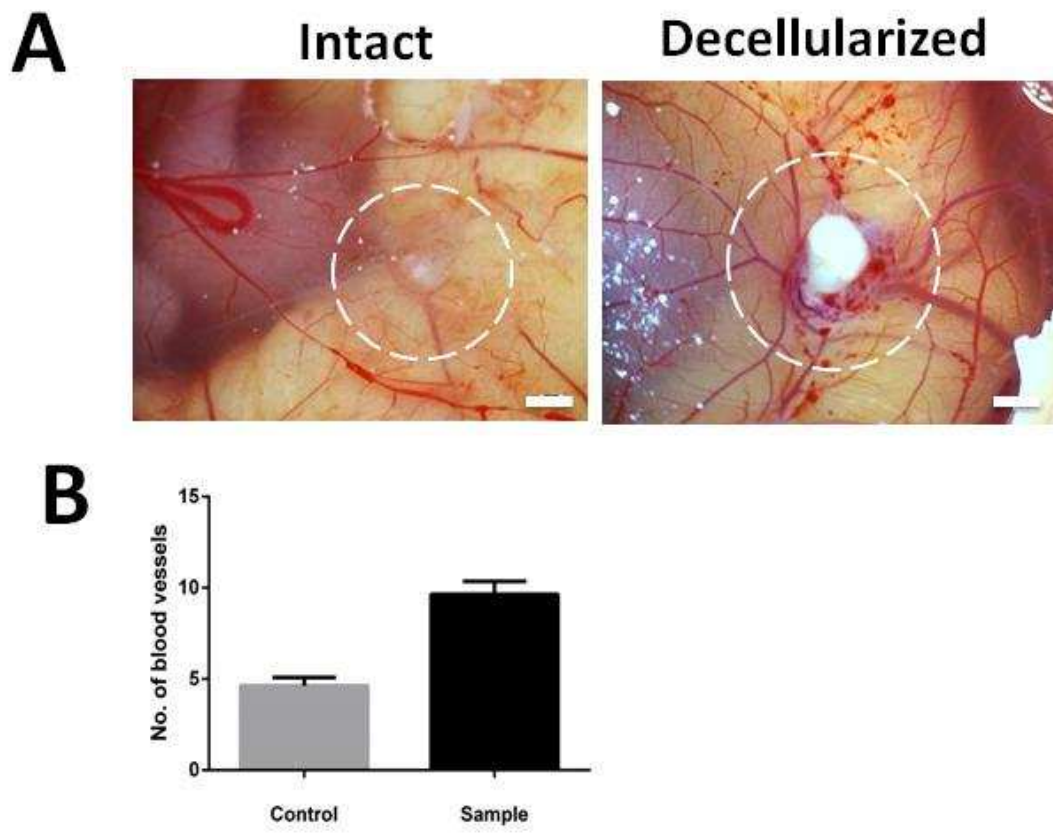 A
Intact
Decellularized
B
No. of blood vessels
15
10
5
0
Control
Sample